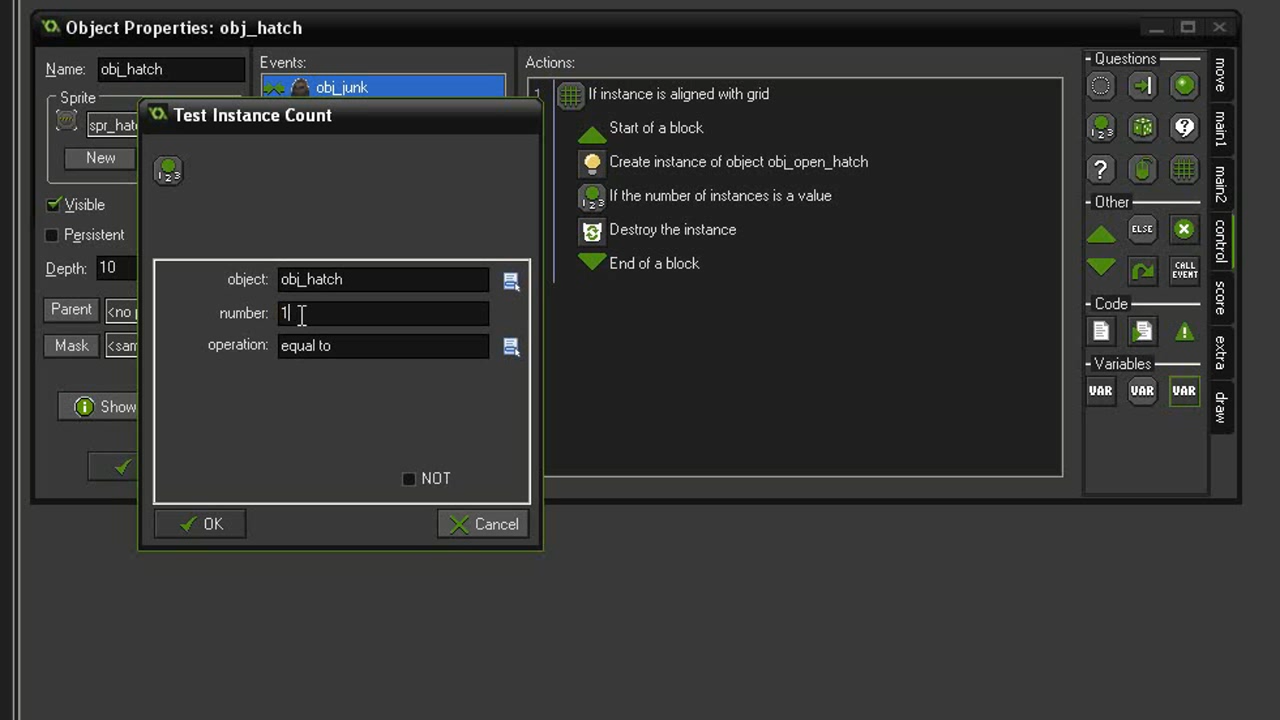 Object Properties: obj_hatch
Name: obj_hatch
Sprite
New
Visible
Persistent
Depth: 10
Parent
Mask
Show
Events:
obj_junk
Test Instance Count
1 2 3
object: obj_hatch
number: 1
operation: equal to
NOT
OK
Cancel
Actions:
1
If instance is aligned with grid
Start of a block
Create instance of object obj_open_hatch
If the number of instances is a value
Destroy the instance
End of a block
Questions
Other
ELSE
CALL EVENT
Code
Variables
VAR VAR VAR
move
main1
main2
control
score
extra
draw